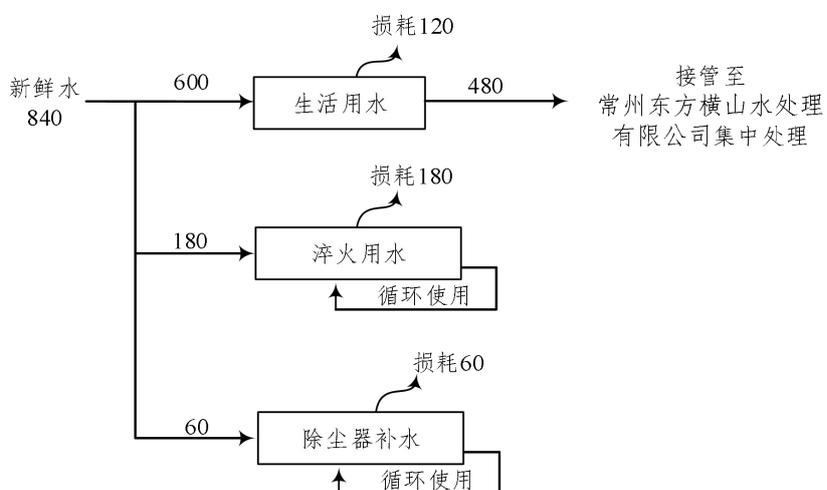 损耗120
新鲜水
840
600
生活用水
480
接管至
常州东方横山水处理
有限公司集中处理
损耗180
180
淬火用水
循环使用
损耗60
60
除尘器补水
循环使用